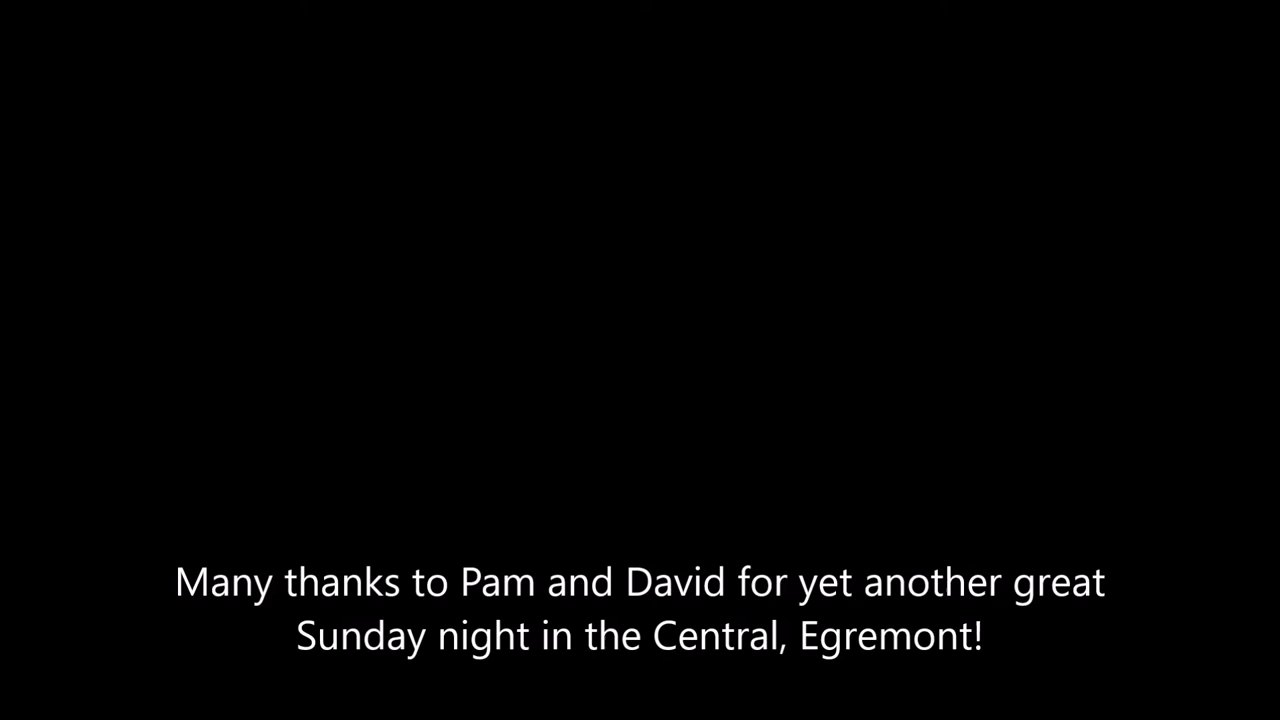 Many thanks to Pam and David for yet another great
Sunday night in the Central, Egremont!